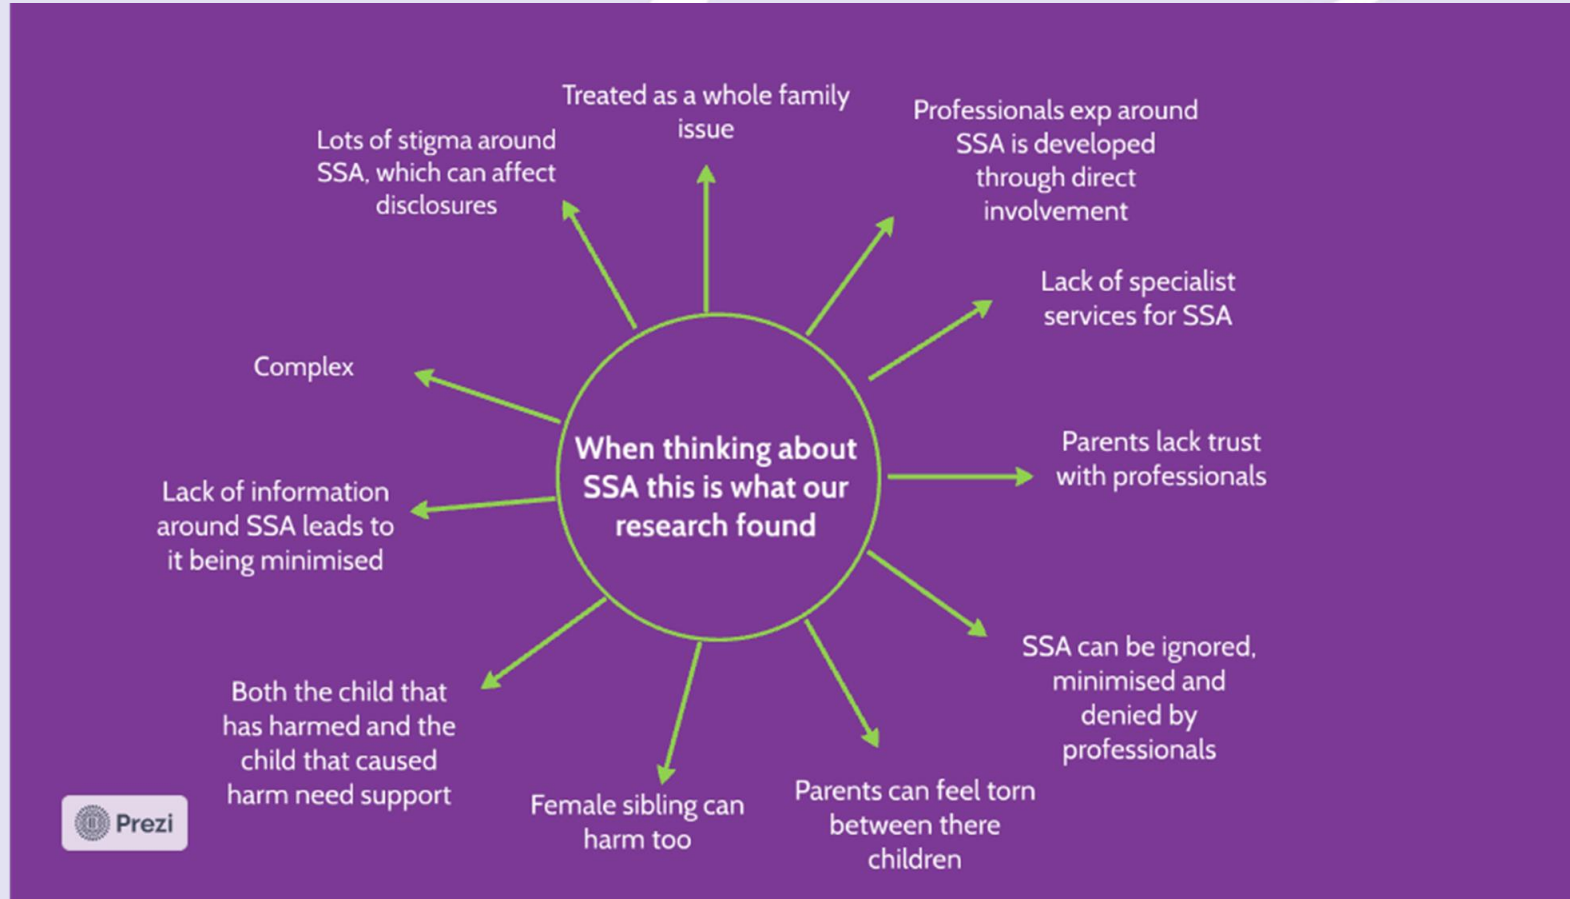 When thinking about
SSA this is what our
research found
Treated as a whole family
issue
Professionals exp around
SSA is developed
through direct
involvement
Lack of specialist
services for SSA
Parents lack trust
with professionals
SSA can be ignored,
minimised and
denied by
professionals
Parents can feel torn
between there
children
Female sibling can
harm too
Both the child that
has harmed and the
child that caused
harm need support
Lack of information
around SSA leads to
it being minimised
Complex
Lots of stigma around
SSA, which can affect
disclosures
Prezi